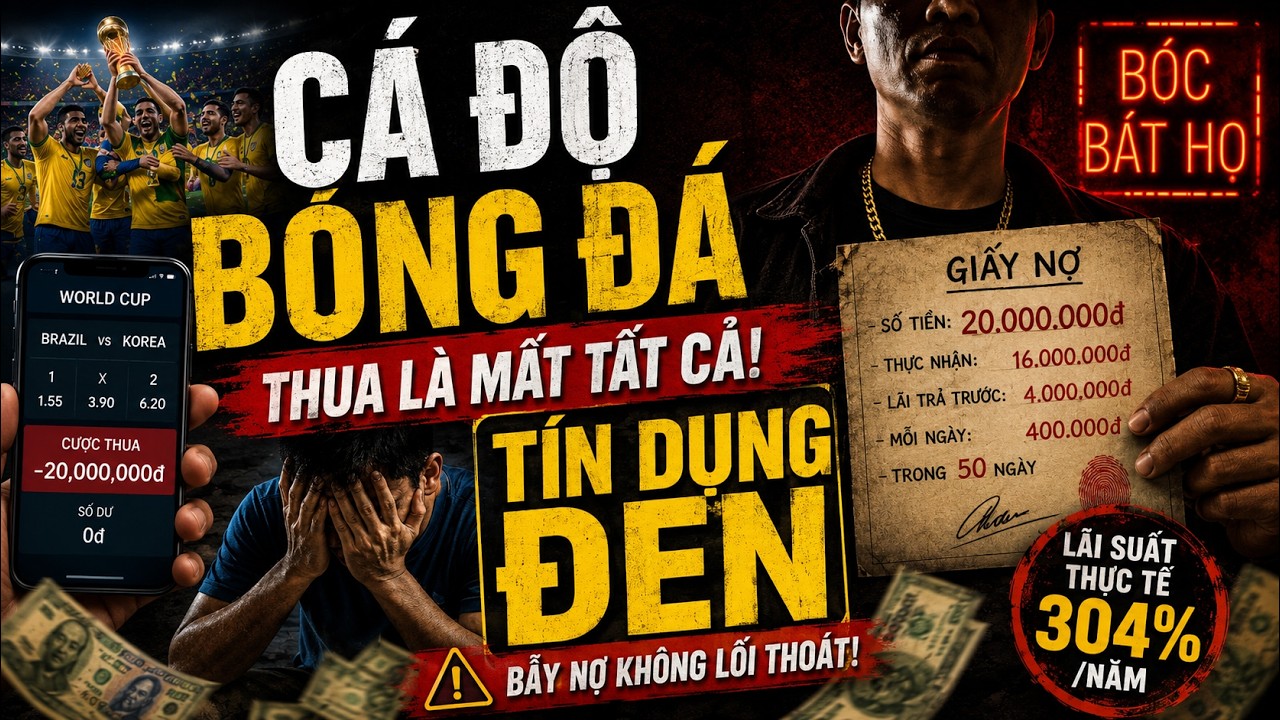 CÁ ĐỘ
BÓNG ĐÁ
THUA LÀ MẤT TẤT CẢ!
TÍN DỤNG
ĐEN
BẪY NỢ KHÔNG LỐI THOÁT!
WORLD CUP
BRAZIL vs KOREA
1 X 2
1.55 3.90 6.20
CƯỢC THUA
-20,000,000đ
SỐ DƯ
0đ
BÓC
BÁT HỌ
GIẤY NỢ
- SỐ TIỀN: 20.000.000đ
- THỰC NHẬN: 16.000.000đ
- LÃI TRẢ TRƯỚC: 4.000.000đ
- MỖI NGÀY: 400.000đ
- TRONG 50 NGÀY
LÃI SUẤT
THỰC TẾ
304%
/NĂM